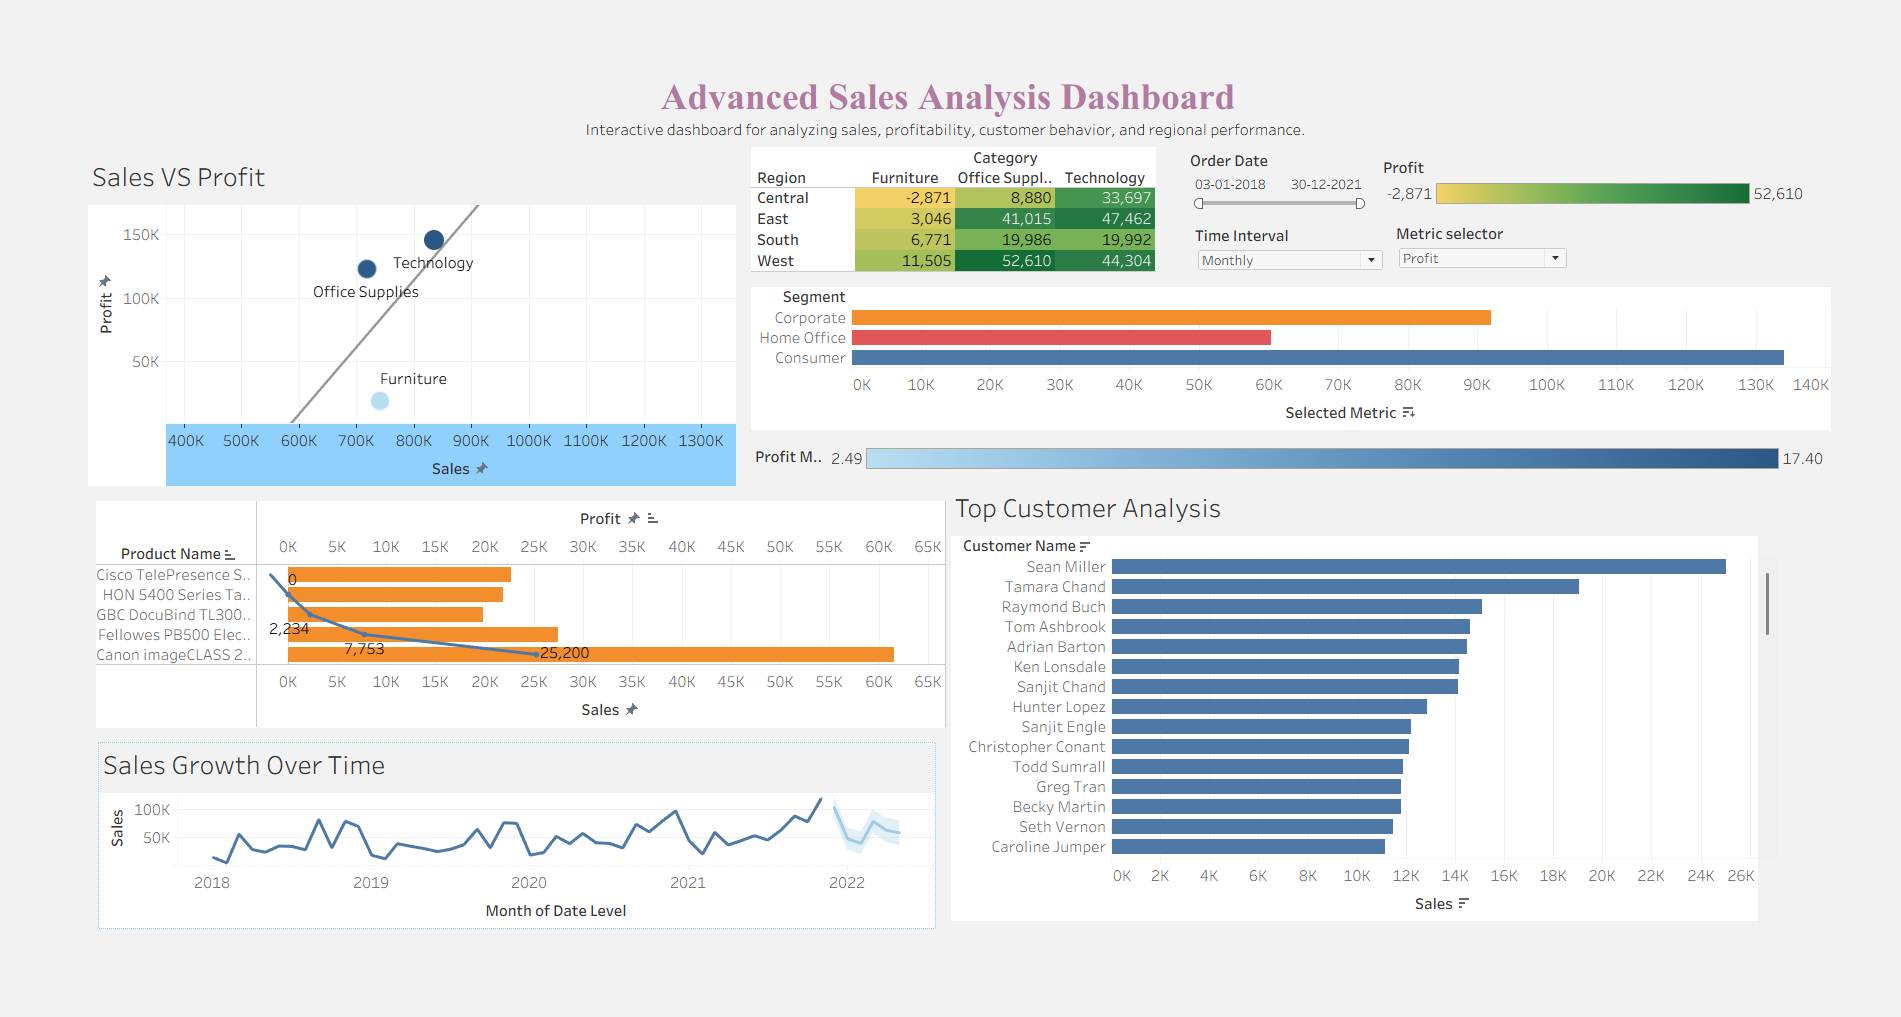 Advanced Sales Analysis Dashboard
Interactive dashboard for analyzing sales, profitability, customer behavior, and regional performance.
Sales VS Profit
150K
100K
50K
Profit
Technology
Office Supplies
Furniture
400K 500K 600K 700K 800K 900K 1000K 1100K 1200K 1300K
Sales
Category
Region Furniture Office Suppl.. Technology
Central -2,871 8,880 33,697
East 3,046 41,015 47,462
South 6,771 19,986 19,992
West 11,505 52,610 44,304
Order Date
03-01-2018 30-12-2021
Profit
-2,871 52,610
Time Interval
Monthly
Metric selector
Profit
Segment
Corporate
Home Office
Consumer
0K 10K 20K 30K 40K 50K 60K 70K 80K 90K 100K 110K 120K 130K 140K
Selected Metric
Profit M.. 2.49 17.40
Profit
0K 5K 10K 15K 20K 25K 30K 35K 40K 45K 50K 55K 60K 65K
Product Name
Cisco TelePresence S.. 0
HON 5400 Series Ta..
GBC DocuBind TL300..
2,234
Fellowes PB500 Elec..
7,753
Canon imageCLASS 2.. 25,200
0K 5K 10K 15K 20K 25K 30K 35K 40K 45K 50K 55K 60K 65K
Sales
Top Customer Analysis
Customer Name
Sean Miller
Tamara Chand
Raymond Buch
Tom Ashbrook
Adrian Barton
Ken Lonsdale
Sanjit Chand
Hunter Lopez
Sanjit Engle
Christopher Conant
Todd Sumrall
Greg Tran
Becky Martin
Seth Vernon
Caroline Jumper
0K 2K 4K 6K 8K 10K 12K 14K 16K 18K 20K 22K 24K 26K
Sales
Sales Growth Over Time
Sales
100K
50K
2018 2019 2020 2021 2022
Month of Date Level